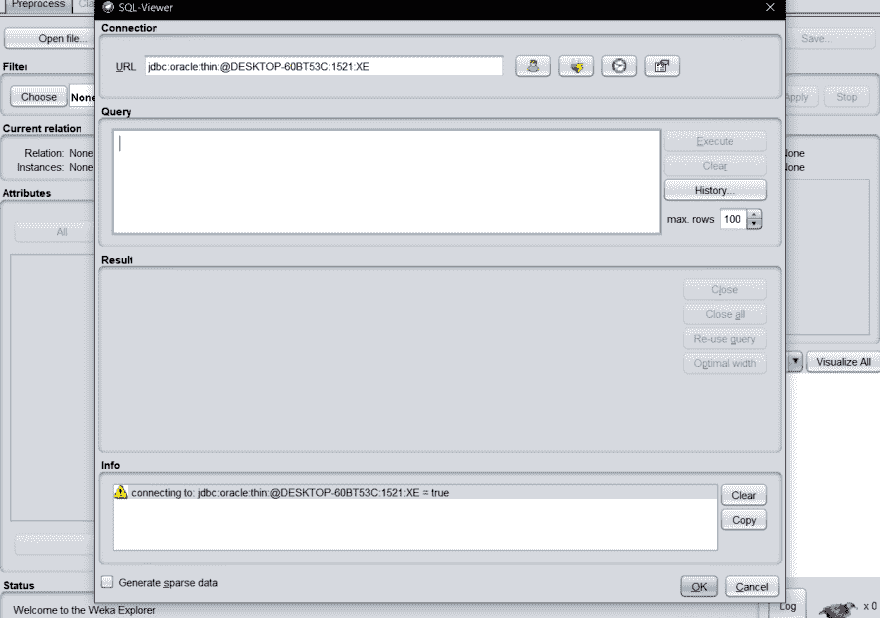 Preprocess
SQL-Viewer
Connection
Open file...
Save...
URL jdbc:oracle:thin:@DESKTOP-60BT53C:1521:XE
Filter
Choose None
Apply Stop
Query
Current relation
Relation: None
Instances: None
None
None
Execute
Clear
History...
max. rows 100
Attributes
All
Result
Close
Close all
Re-use query
Optimal width
Visualize All
Info
connecting to: jdbc:oracle:thin:@DESKTOP-60BT53C:1521:XE = true
Clear
Copy
Generate sparse data
OK Cancel
Status
Welcome to the Weka Explorer
Log
x 0